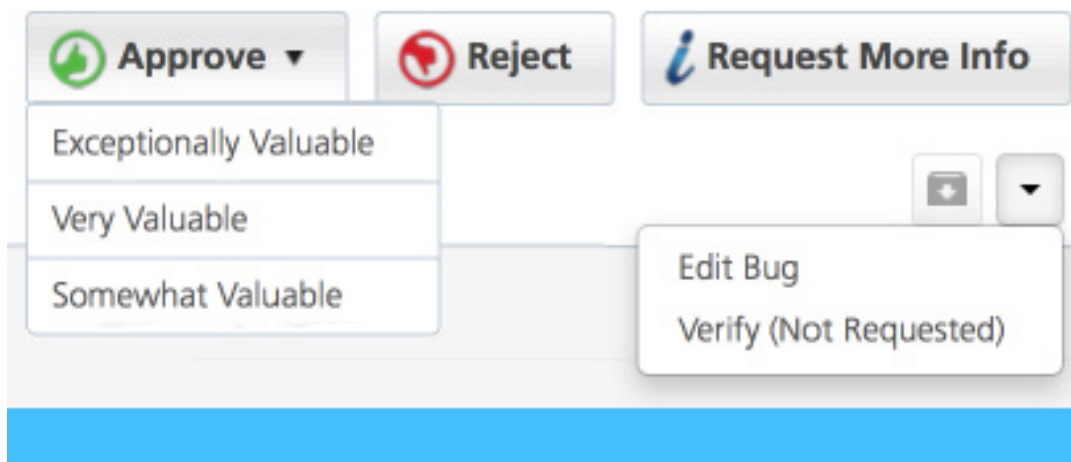 Approve
Reject
Request More Info
Exceptionally Valuable
Very Valuable
Somewhat Valuable
Edit Bug
Verify (Not Requested)